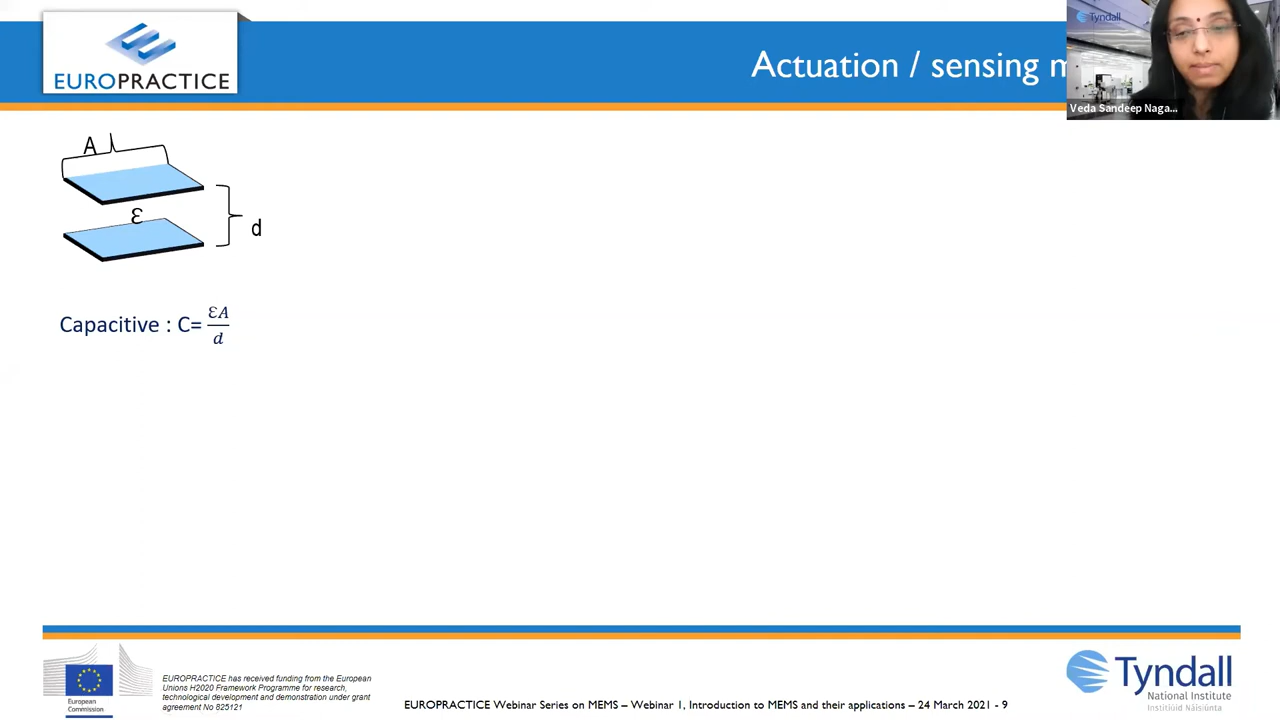 EUROPRACTICE
Actuation / sensing m
Tyndall
Veda Sandeep Naga...
A
ε
d
Capacitive : C= εA/d
European
Commission
EUROPRACTICE has received funding from the European
Unions H2020 Framework Programme for research,
technological development and demonstration under grant
agreement No 825121
EUROPRACTICE Webinar Series on MEMS – Webinar 1, Introduction to MEMS and their applications – 24 March 2021 - 9
Tyndall
National Institute
Institiúid Náisiúnta